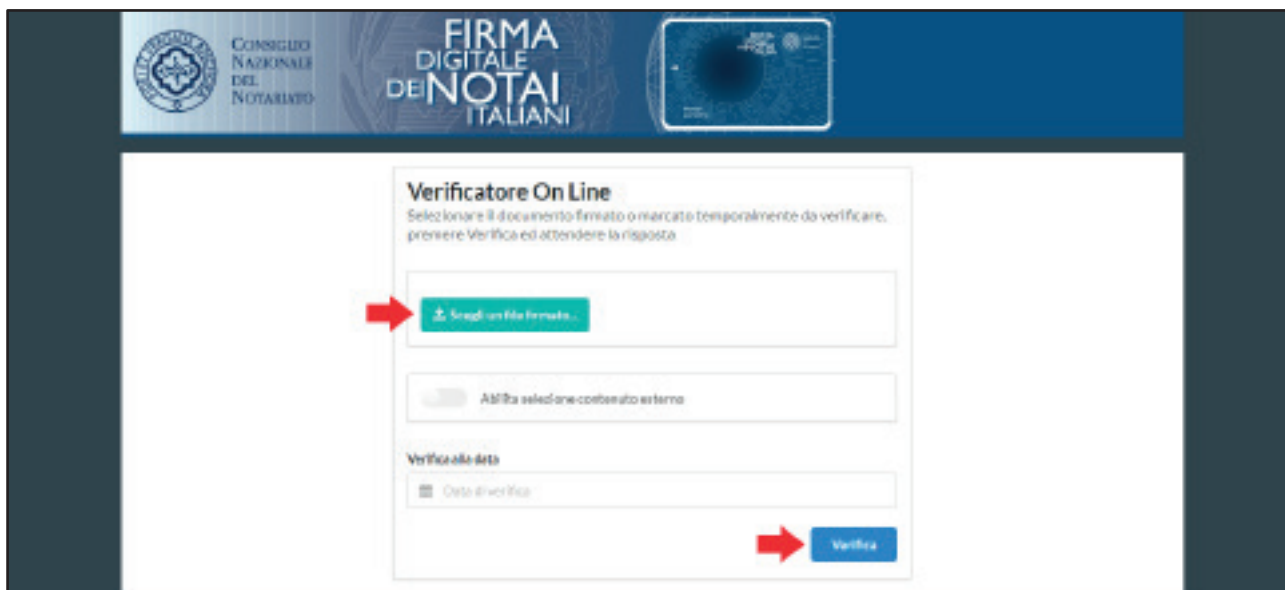 CONSIGLIO
NAZIONALE
DEL
NOTARIATO
FIRMA
DIGITALE
DEI NOTAI
ITALIANI
Verificatore On Line
Selezionare il documento firmato o marcato temporalmente da verificare,
premere Verifica ed attendere la risposta
Scegli un file firmato...
Abilita selezione contenuto esterno
Verifica alla data
Data di verifica
Verifica